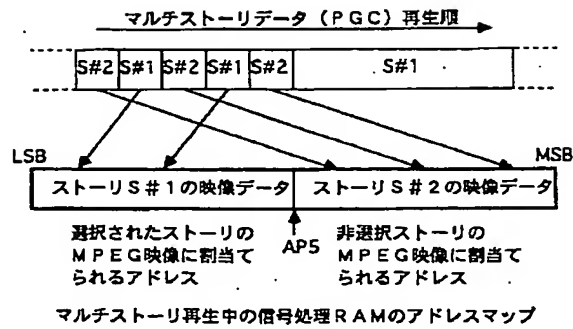 マルチストーリデータ(PGC)再生順
S#2 S#1 S#2 S#1 S#2 S#1
LSB MSB
ストーリS#1の映像データ ストーリS#2の映像データ
選択されたストーリの
MPEG映像に割当て
られるアドレス
AP5
非選択ストーリの
MPEG映像に割当て
られるアドレス
マルチストーリ再生中の信号処理RAMのアドレスマップ